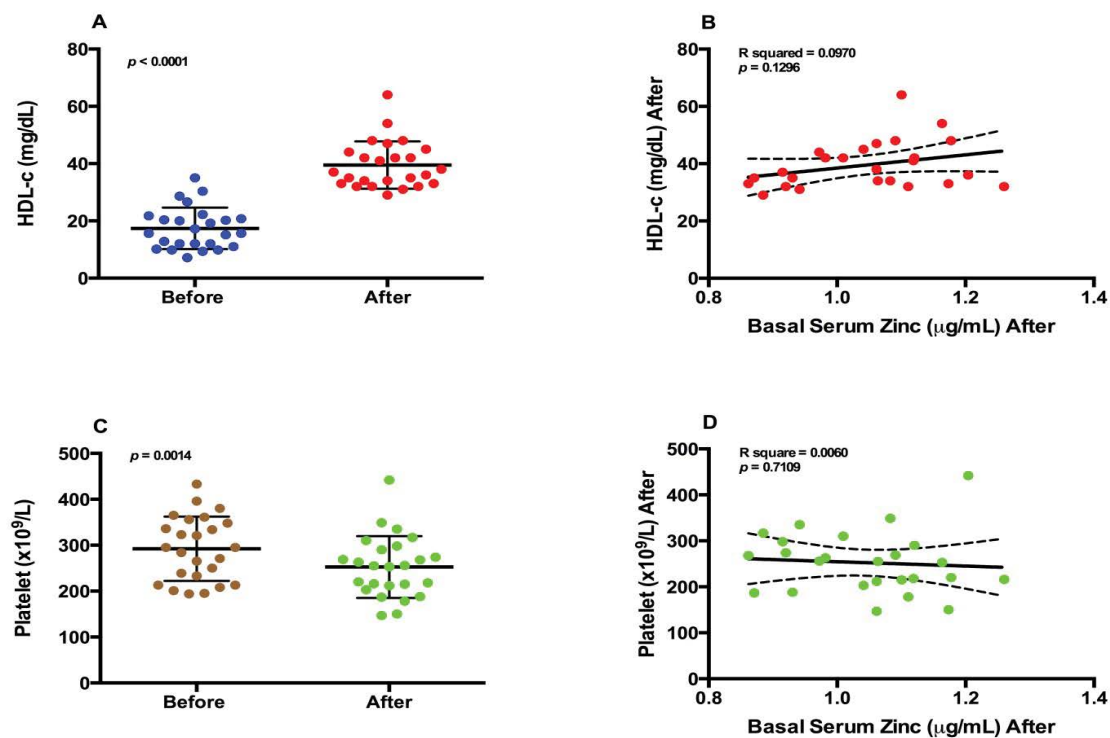 A
p < 0.0001
HDL-c (mg/dL)
80
60
40
20
0
Before
After
B
R squared = 0.0970
p = 0.1296
HDL-c (mg/dL) After
80
60
40
20
0
0.8
1.0
1.2
1.4
Basal Serum Zinc (μg/mL) After
C
p = 0.0014
Platelet (x10⁹/L)
500
400
300
200
100
0
Before
After
D
R square = 0.0060
p = 0.7109
Platelet (x10⁹/L) After
500
400
300
200
100
0
0.8
1.0
1.2
1.4
Basal Serum Zinc (μg/mL) After